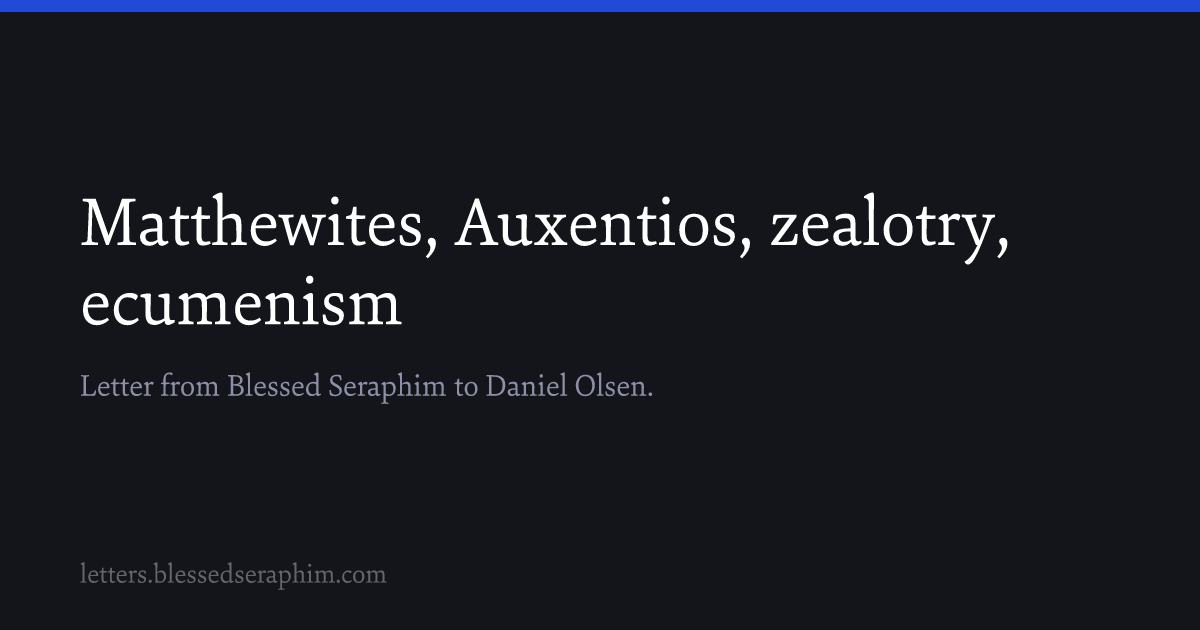 Matthewites, Auxentios, zealotry,
ecumenism
Letter from Blessed Seraphim to Daniel Olsen.
letters.blessedseraphim.com